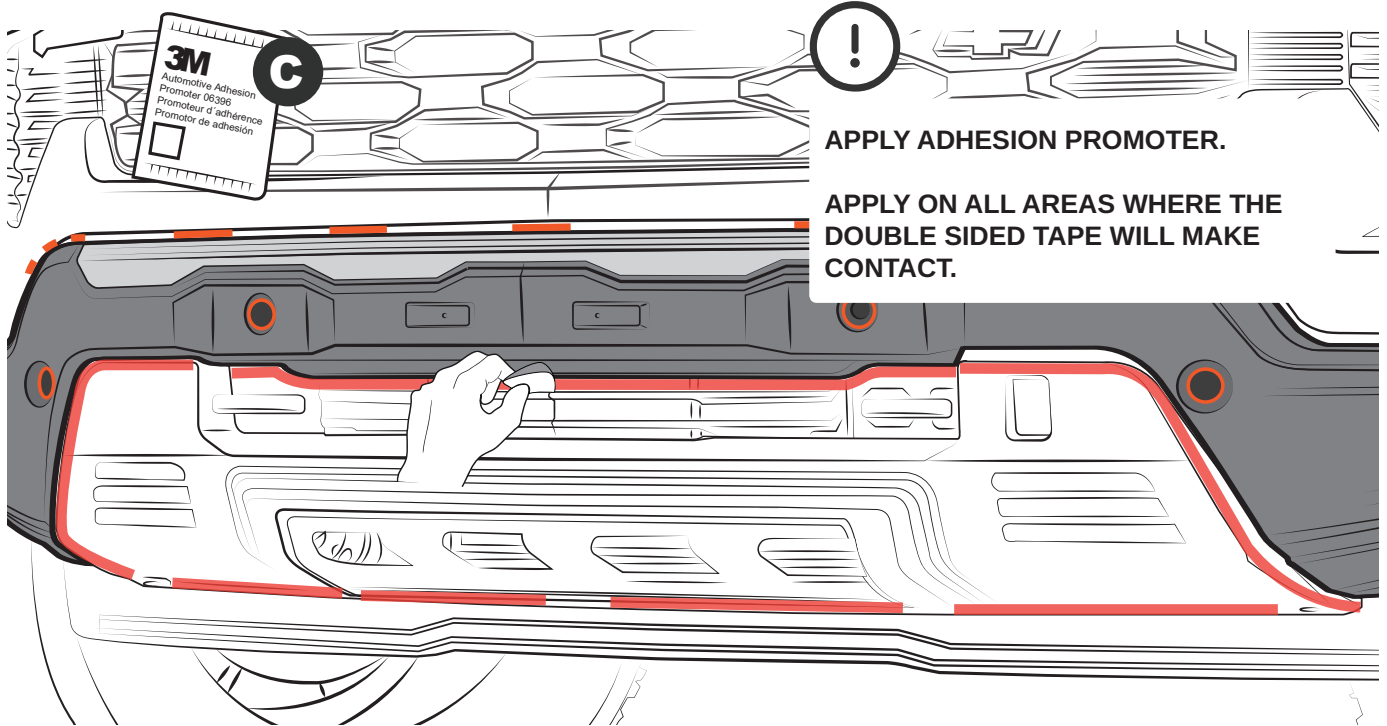 3M
Automotive Adhesion
Promoter 06396
Promoteur d´adhérence
Promotor de adhesión
C
!
APPLY ADHESION PROMOTER.
APPLY ON ALL AREAS WHERE THE
DOUBLE SIDED TAPE WILL MAKE
CONTACT.